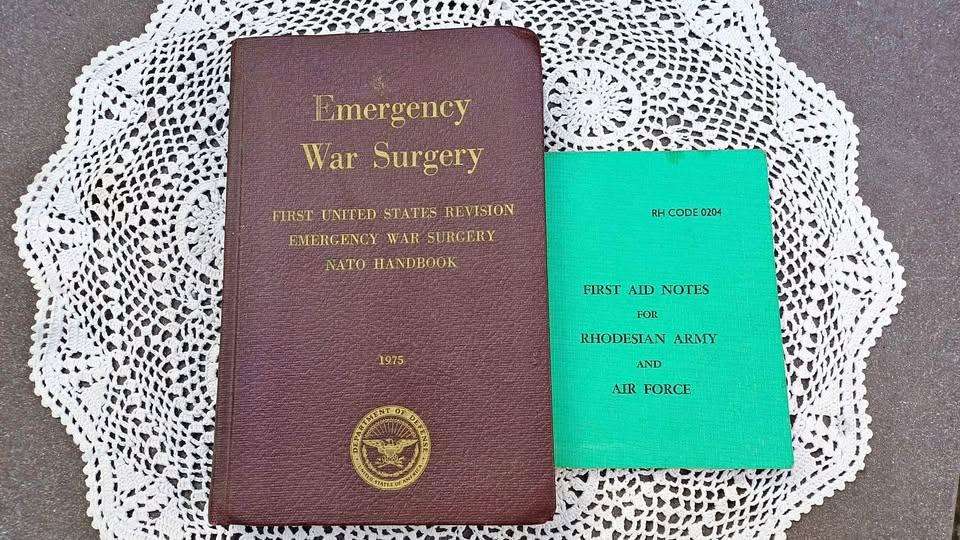 Emergency
War Surgery
FIRST UNITED STATES REVISION
EMERGENCY WAR SURGERY
NATO HANDBOOK
1975
DEPARTMENT OF DEFENSE
UNITED STATES OF AMERICA
RH CODE 0204
FIRST AID NOTES
FOR
RHODESIAN ARMY
AND
AIR FORCE